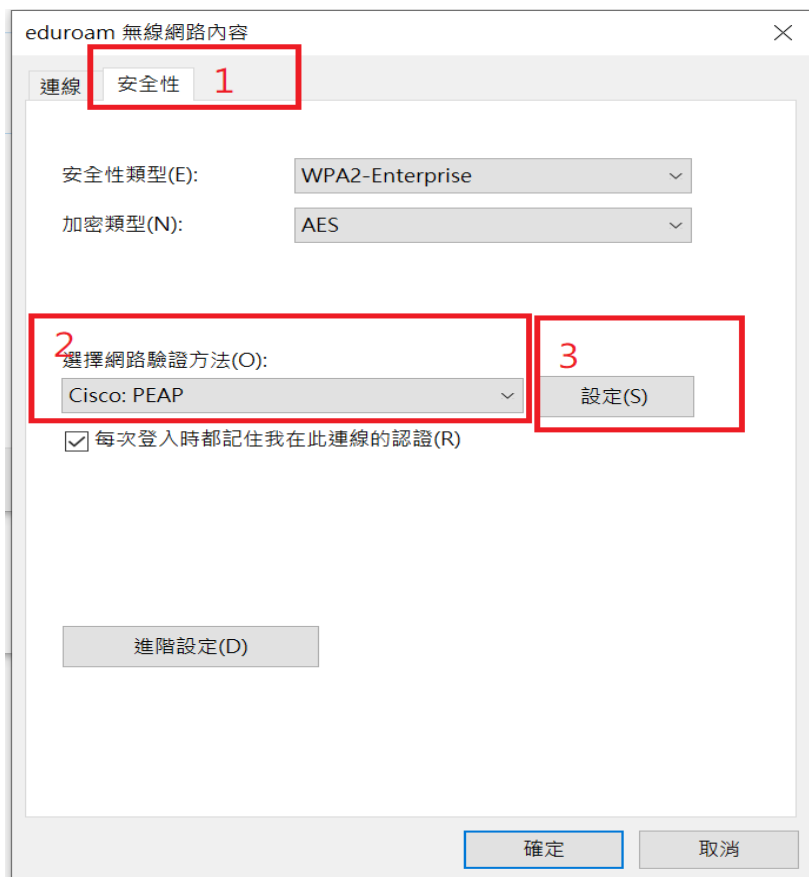 eduroam 無線網路內容
連線 安全性 1
安全性類型(E): WPA2-Enterprise
加密類型(N): AES
2
選擇網路驗證方法(O): 3
Cisco: PEAP 設定(S)
每次登入時都記住我在此連線的認證(R)
進階設定(D)
確定 取消